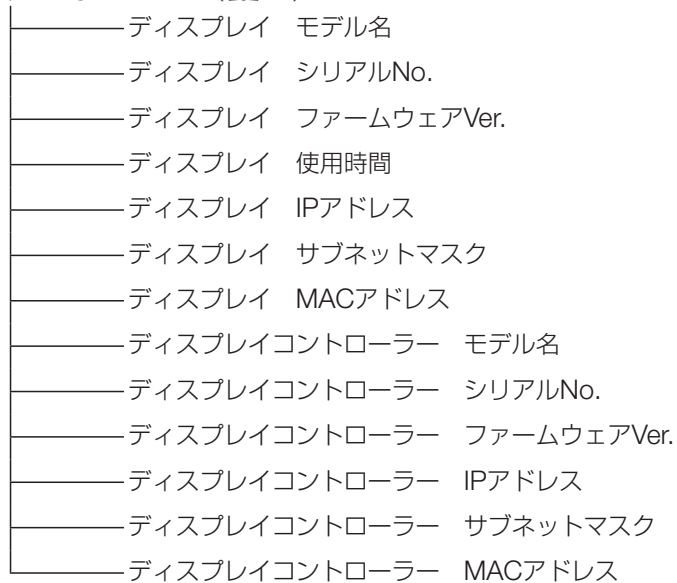 ディスプレイ　モデル名
ディスプレイ　シリアルNo.
ディスプレイ　ファームウェアVer.
ディスプレイ　使用時間
ディスプレイ　IPアドレス
ディスプレイ　サブネットマスク
ディスプレイ　MACアドレス
ディスプレイコントローラー　モデル名
ディスプレイコントローラー　シリアルNo.
ディスプレイコントローラー　ファームウェアVer.
ディスプレイコントローラー　IPアドレス
ディスプレイコントローラー　サブネットマスク
ディスプレイコントローラー　MACアドレス